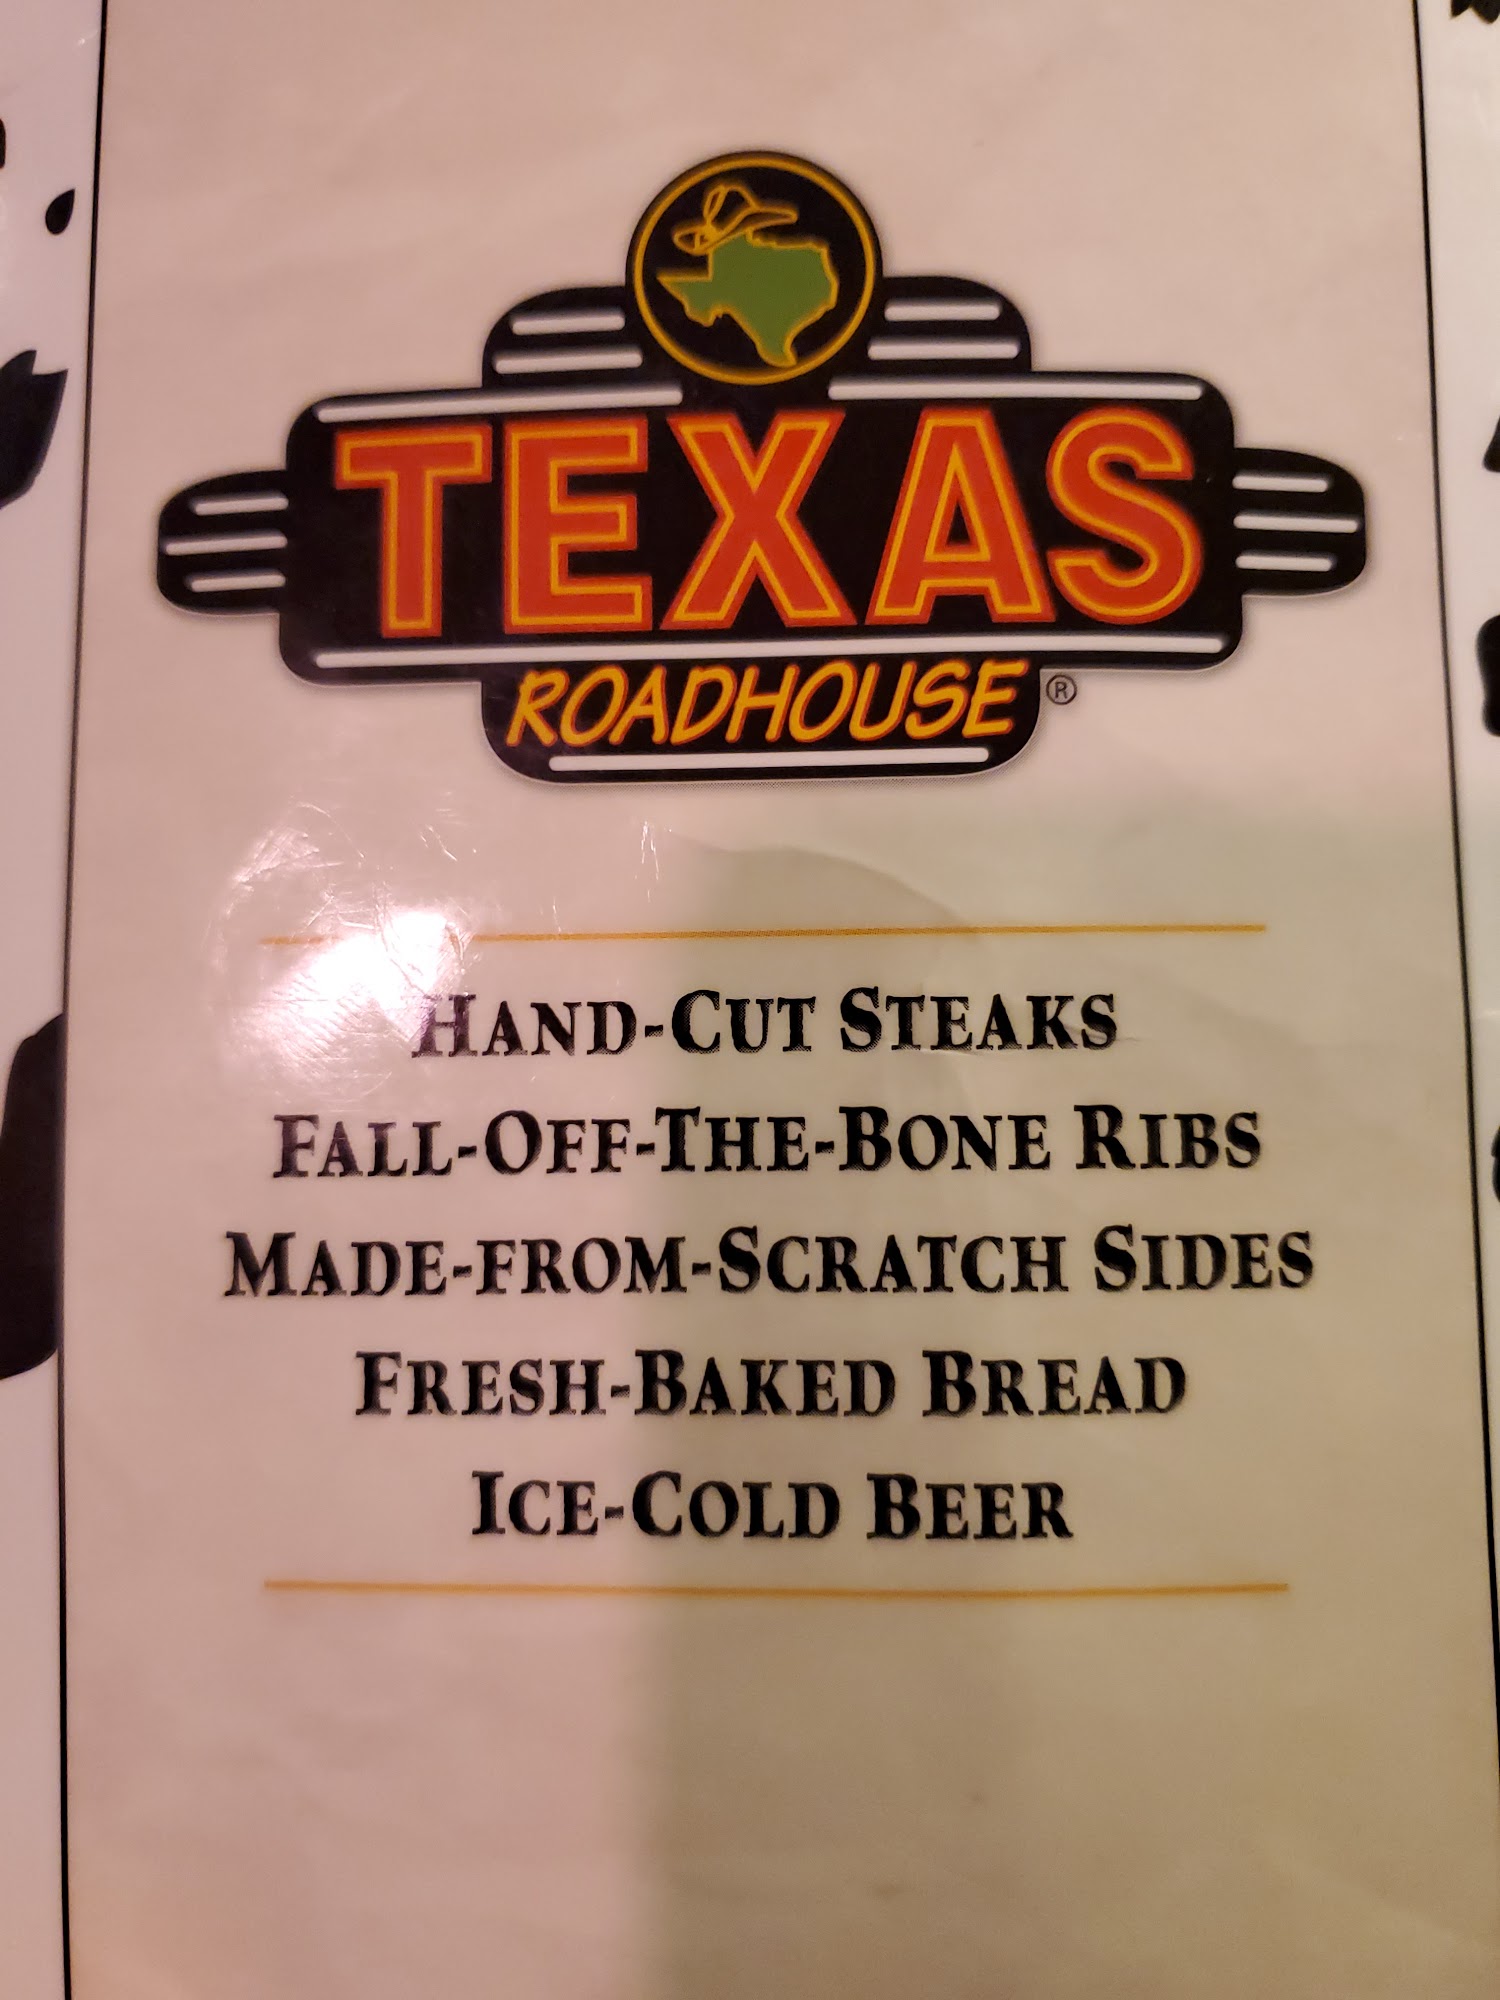 TEXAS
ROADHOUSE®
HAND-CUT STEAKS
FALL-OFF-THE-BONE RIBS
MADE-FROM-SCRATCH SIDES
FRESH-BAKED BREAD
ICE-COLD BEER